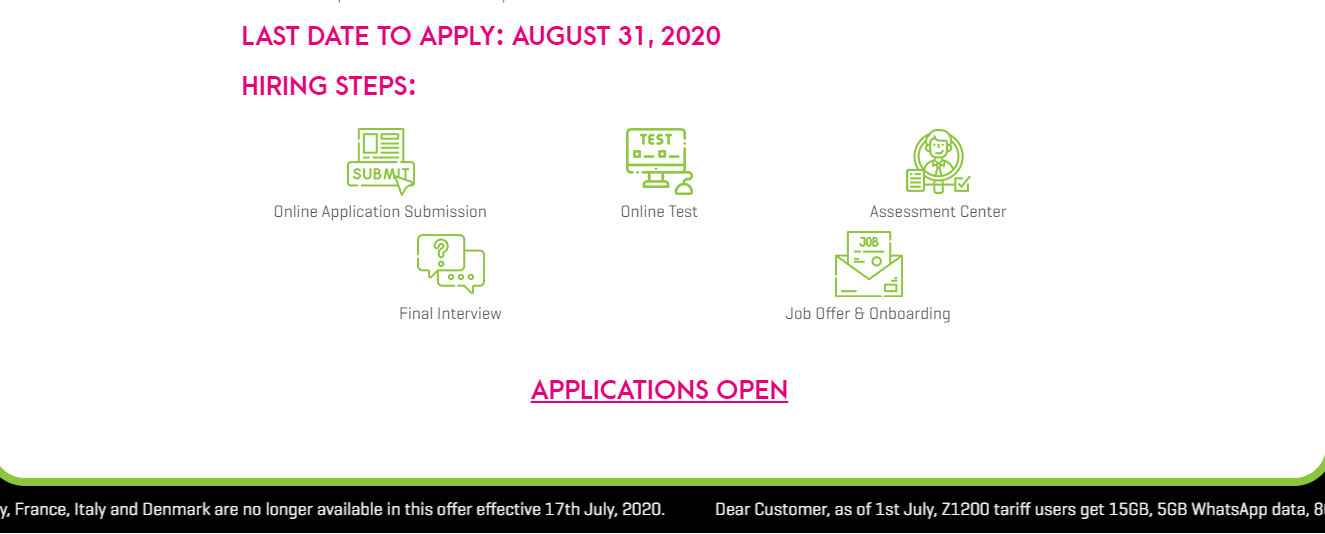 LAST DATE TO APPLY: AUGUST 31, 2020
HIRING STEPS:
SUBMIT
TEST
Online Application Submission
Online Test
Assessment Center
?
JOB
Final Interview
Job Offer & Onboarding
APPLICATIONS OPEN
y, France, Italy and Denmark are no longer available in this offer effective 17th July, 2020. Dear Customer, as of 1st July, Z1200 tariff users get 15GB, 5GB WhatsApp data, 8